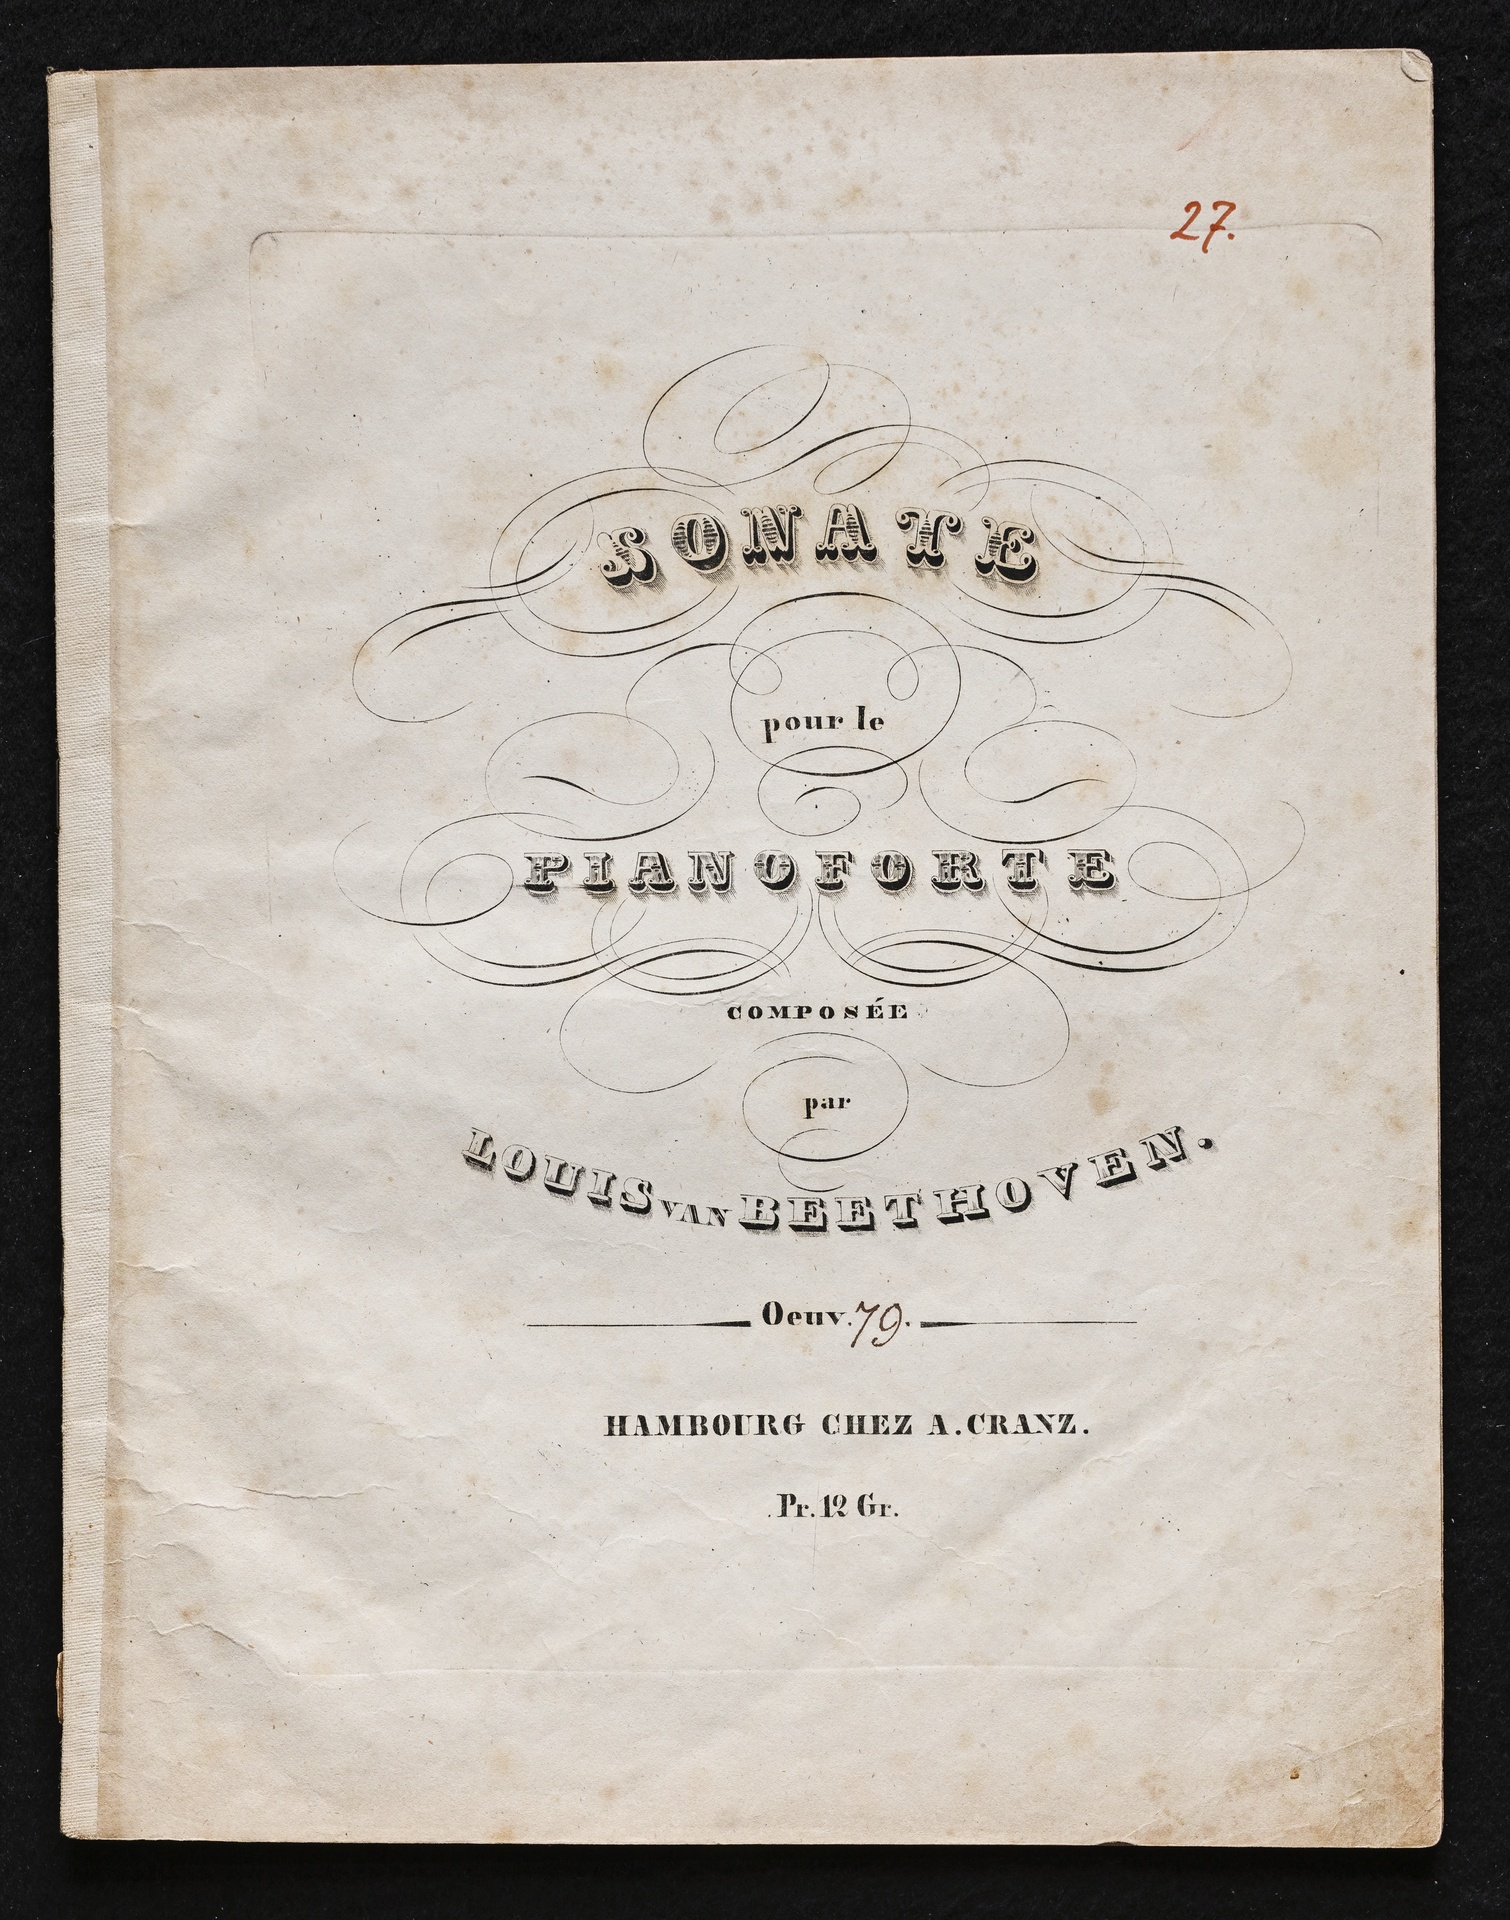 27.
SONATE
pour le
PIANOFORTE
COMPOSÉE
par
LOUIS VAN BEETHOVEN.
Oeuv. 79.
HAMBOURG CHEZ A. CRANZ.
Pr. 12 Gr.